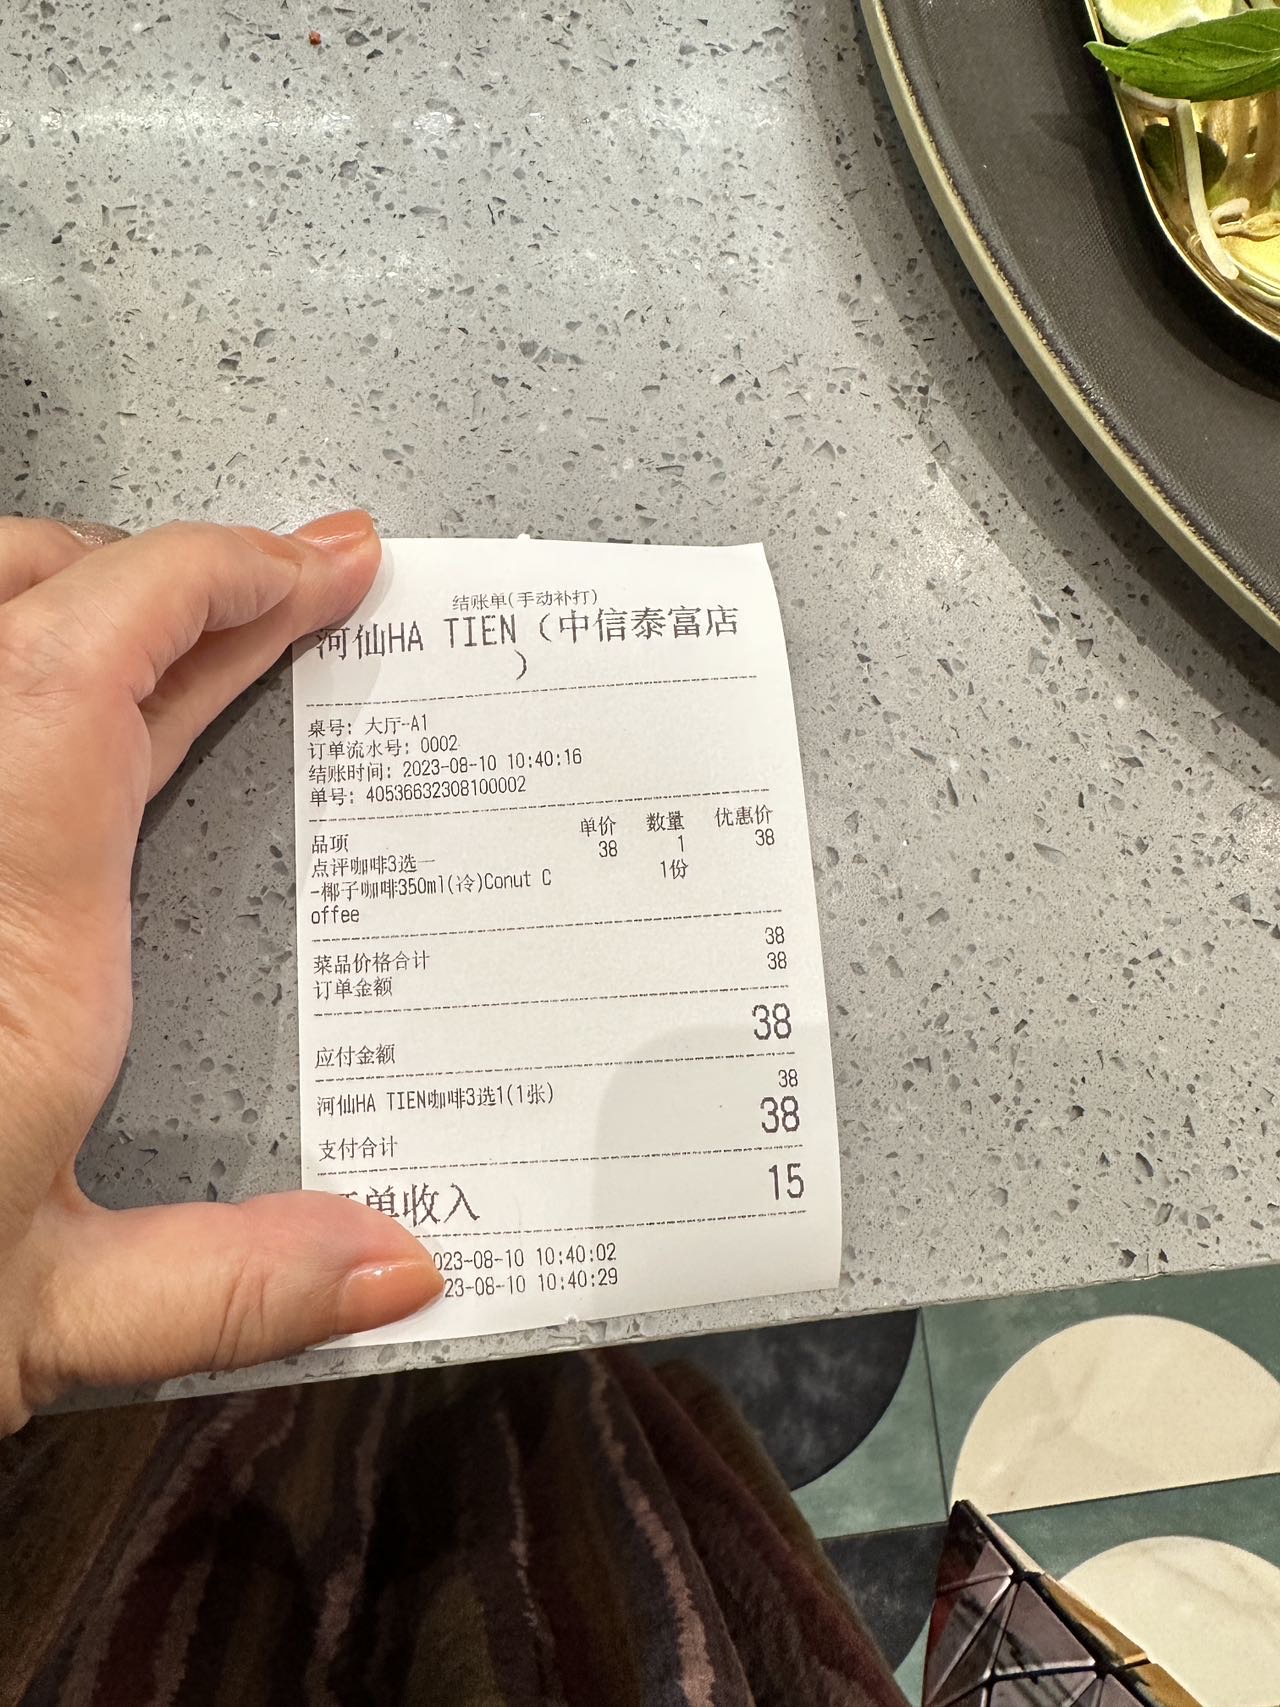 结账单(手动补打)
河仙HA TIEN（中信泰富店
）
桌号: 大厅-A1
订单流水号: 0002
结账时间: 2023-08-10 10:40:16
单号: 40536632308100002
品项 单价 数量 优惠价
点评咖啡3选一 38 1 38
-椰子咖啡350ml(冷)Conut C 1份
offee
菜品价格合计 38
订单金额 38
应付金额 38
河仙HA TIEN咖啡3选1(1张) 38
支付合计 38
单收入 15
023-08-10 10:40:02
23-08-10 10:40:29